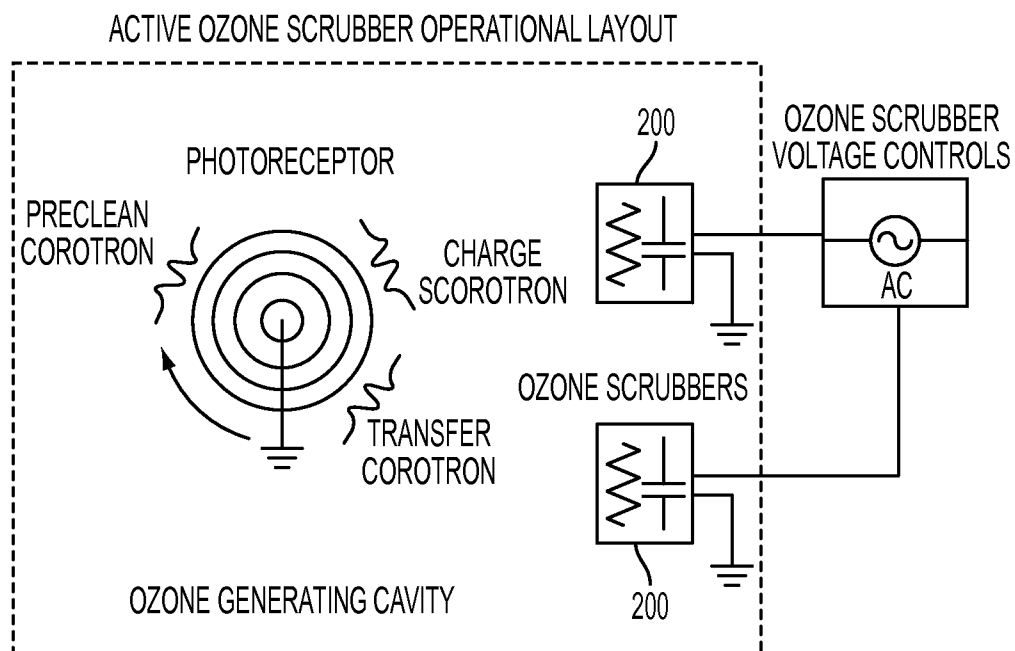 ACTIVE OZONE SCRUBBER OPERATIONAL LAYOUT
200
OZONE SCRUBBER
VOLTAGE CONTROLS
PHOTORECEPTOR
PRECLEAN
COROTRON
CHARGE
SCOROTRON
AC
OZONE SCRUBBERS
TRANSFER
COROTRON
OZONE GENERATING CAVITY
200